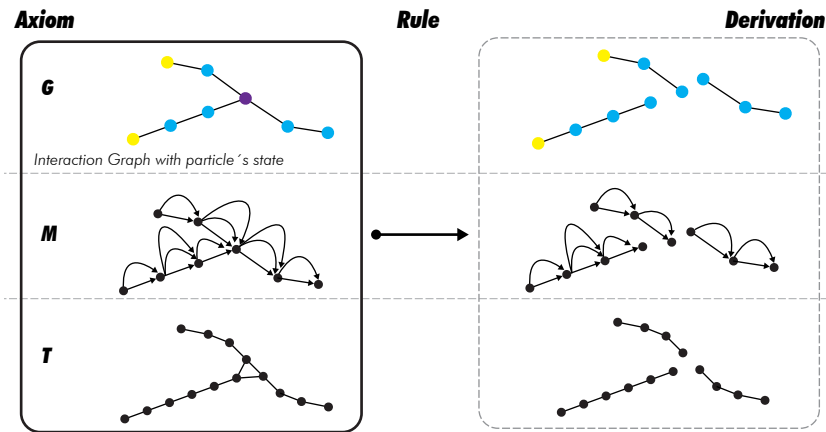 Axiom
Rule
Derivation
G
Interaction Graph with particle´s state
M
T